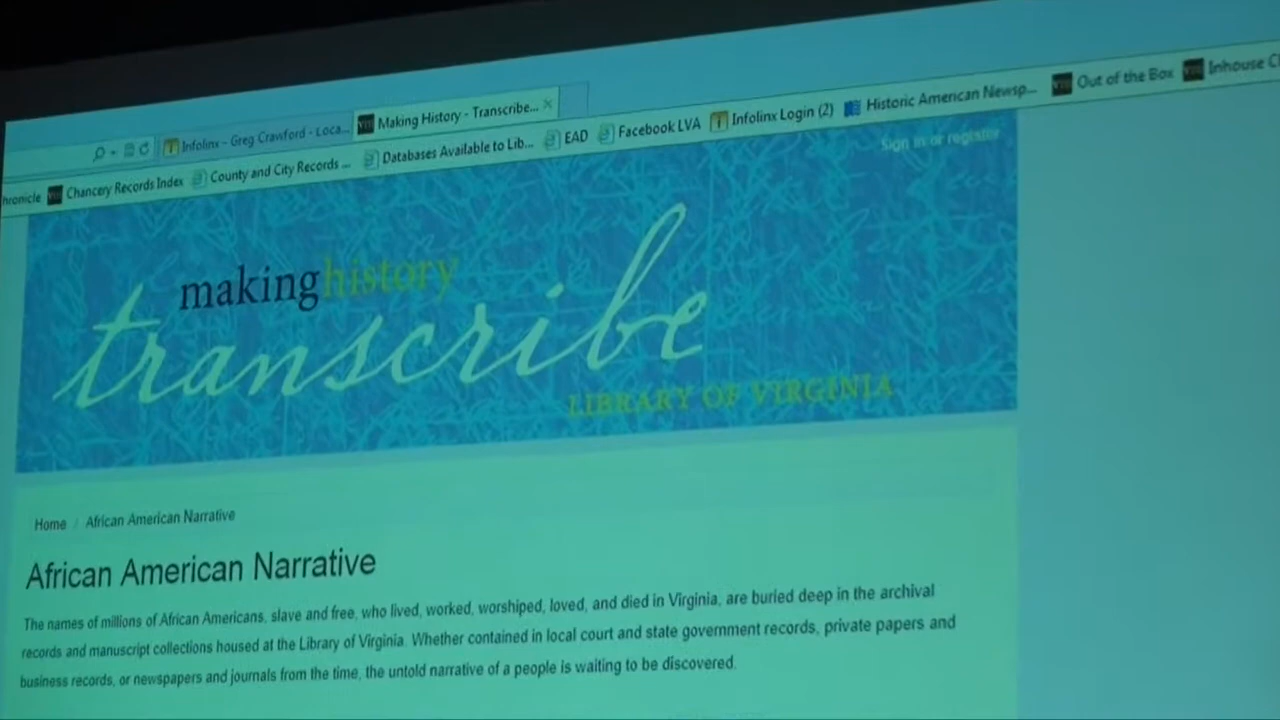 Infolinx - Greg Crawford - Loca...
Making History - Transcribe...
hronicle
Chancery Records Index
County and City Records ...
Databases Available to Lib...
EAD
Facebook LVA
Infolinx Login (2)
Historic American Newsp...
Out of the Box
Inhouse C
Sign in or register
makinghistory
transcribe
LIBRARY OF VIRGINIA
Home / African American Narrative
African American Narrative
The names of millions of African Americans, slave and free, who lived, worked, worshiped, loved, and died in Virginia, are buried deep in the archival
records and manuscript collections housed at the Library of Virginia. Whether contained in local court and state government records, private papers and
business records, or newspapers and journals from the time, the untold narrative of a people is waiting to be discovered.